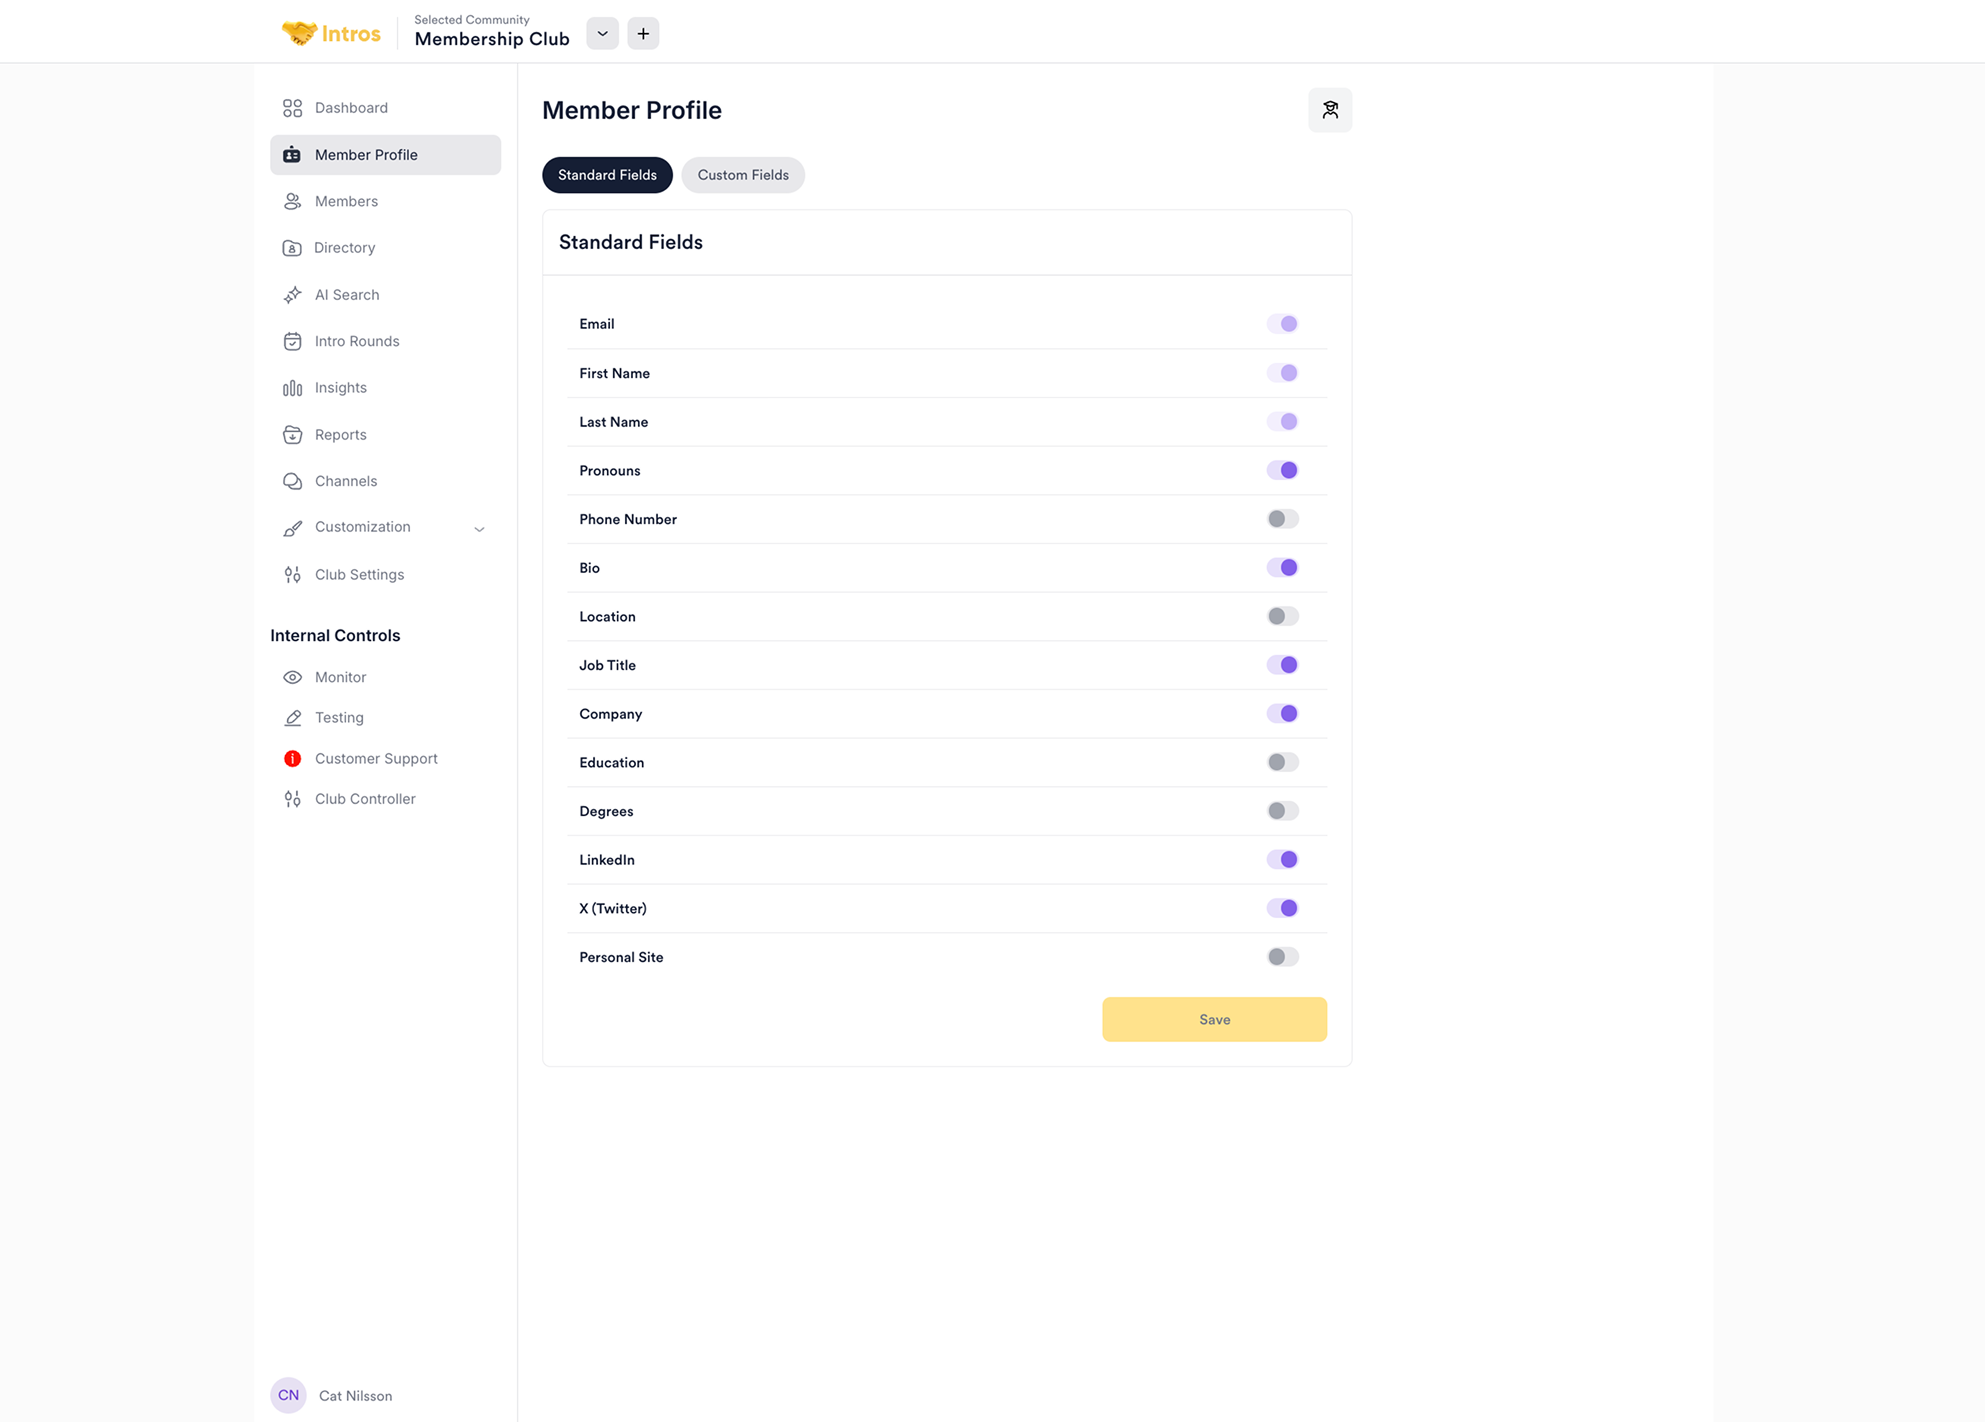 Intros
Selected Community
Membership Club
Dashboard
Member Profile
Members
Directory
AI Search
Intro Rounds
Insights
Reports
Channels
Customization
Club Settings
Internal Controls
Monitor
Testing
Customer Support
Club Controller
CN
Cat Nilsson
Member Profile
Standard Fields
Custom Fields
Standard Fields
Email
First Name
Last Name
Pronouns
Phone Number
Bio
Location
Job Title
Company
Education
Degrees
LinkedIn
X (Twitter)
Personal Site
Save